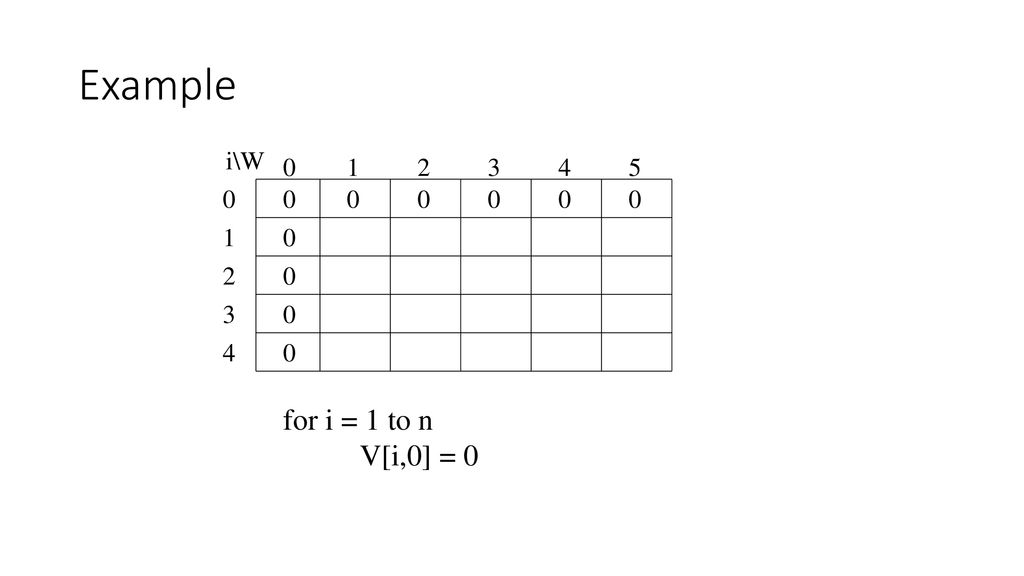 Example
i\W 0 1 2 3 4 5
0 0 0 0 0 0 0
1 0
2 0
3 0
4 0
for i = 1 to n
V[i,0] = 0